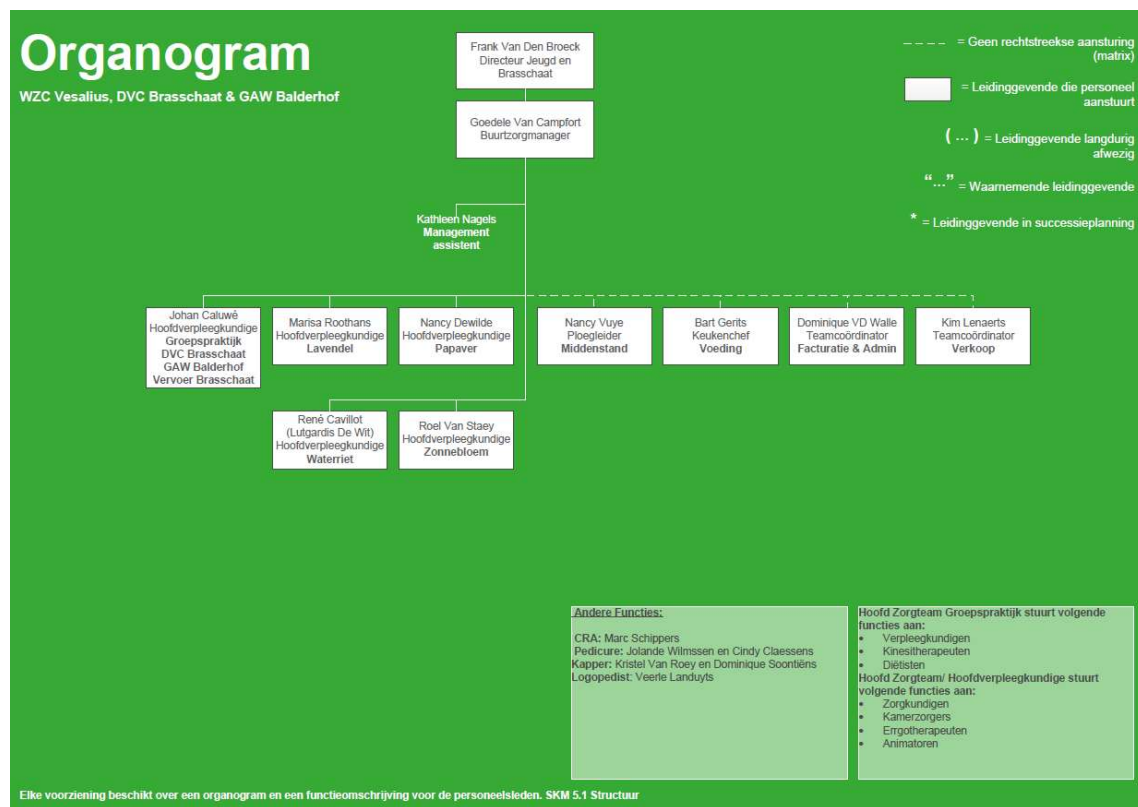 Organogram
WZC Vesalius, DVC Brasschaat & GAW Balderhof
Frank Van Den Broeck
Directeur Jeugd en
Brasschaat
Goedele Van Campfort
Buurtzorgmanager
_ _ _ _ = Geen rechtstreekse aansturing
(matrix)
= Leidinggevende die personeel
aanstuurt
( ... ) = Leidinggevende langdurig
afwezig
“...” = Waarnemende leidinggevende
* = Leidinggevende in successieplanning
Kathleen Nagels
Management
assistent
Johan Caluwé
Hoofdverpleegkundige
Groepspraktijk
DVC Brasschaat
GAW Balderhof
Vervoer Brasschaat
Marisa Roothans
Hoofdverpleegkundige
Lavendel
Nancy Dewilde
Hoofdverpleegkundige
Papaver
Nancy Vuye
Ploegleider
Middenstand
Bart Gerits
Keukenchef
Voeding
Dominique VD Walle
Teamcoördinator
Facturatie & Admin
Kim Lenaerts
Teamcoördinator
Verkoop
René Cavillot
(Lutgardis De Wit)
Hoofdverpleegkundige
Waterriet
Roel Van Staey
Hoofdverpleegkundige
Zonnebloem
Andere Functies:
CRA: Marc Schippers
Pedicure: Jolande Wilmssen en Cindy Claessens
Kapper: Kristel Van Roey en Dominique Soontiëns
Logopedist: Veerle Landuyts
Hoofd Zorgteam Groepspraktijk stuurt volgende
functies aan:
• Verpleegkundigen
• Kinesitherapeuten
• Diëtisten
Hoofd Zorgteam/ Hoofdverpleegkundige stuurt
volgende functies aan:
• Zorgkundigen
• Kamerzorgers
• Errgotherapeuten
• Animatoren
Elke voorziening beschikt over een organogram en een functieomschrijving voor de personeelsleden. SKM 5.1 Structuur